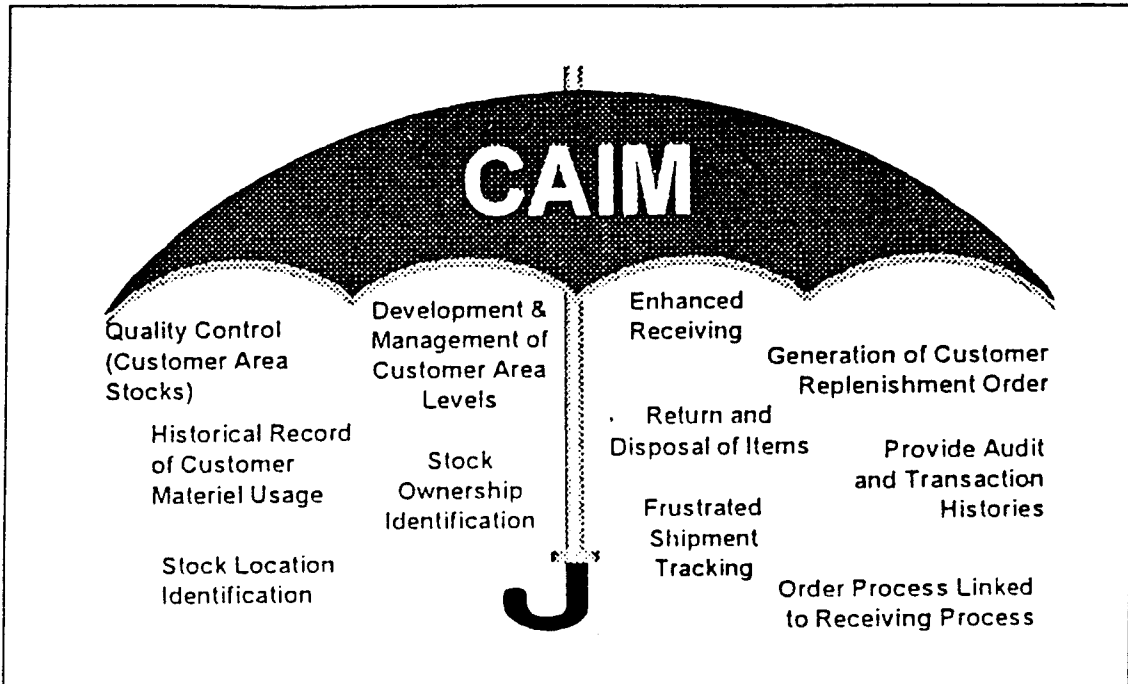 CAIM
Quality Control
(Customer Area
Stocks)
Historical Record
of Customer
Materiel Usage
Stock Location
Identification
Development &
Management of
Customer Area
Levels
Stock
Ownership
Identification
Enhanced
Receiving
Return and
Disposal of Items
Frustrated
Shipment
Tracking
Generation of Customer
Replenishment Order
Provide Audit
and Transaction
Histories
Order Process Linked
to Receiving Process